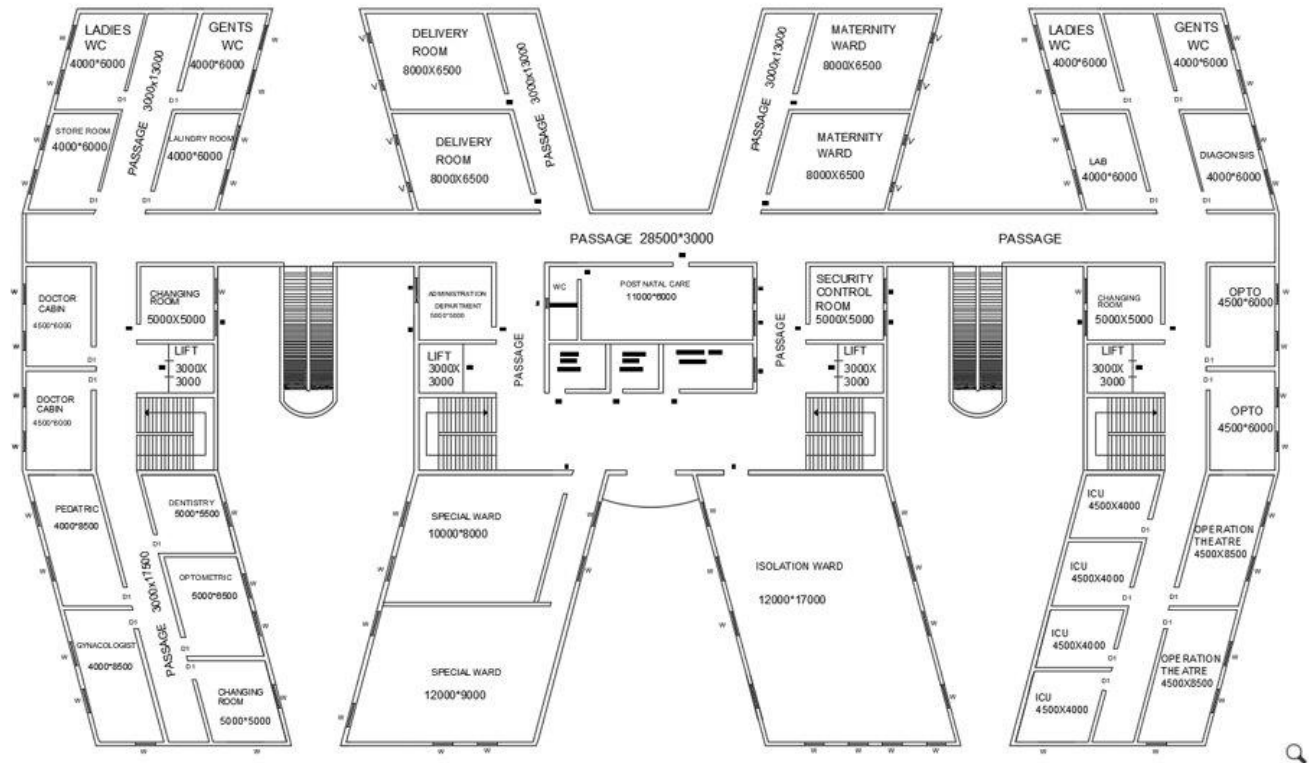 LADIES
WC
4000*6000
GENTS
WC
4000*6000
PASSAGE 3000x13000
STORE ROOM
4000*6000
LAUNDRY ROOM
4000*6000
DELIVERY
ROOM
8000X6500
DELIVERY
ROOM
8000X6500
PASSAGE 3000x13000
PASSAGE 3000x13000
MATERNITY
WARD
8000X6500
MATERNITY
WARD
8000X6500
LADIES
WC
4000*6000
GENTS
WC
4000*6000
LAB
4000*6000
DIAGONSIS
4000*6000
PASSAGE 28500*3000
PASSAGE
DOCTOR
CABIN
4500*6000
DOCTOR
CABIN
4500*6000
CHANGING
ROOM
5000X5000
LIFT
3000X
3000
ADMINISTRATION
DEPARTMENT
5000*5000
LIFT
3000X
3000
PASSAGE
WC
POST NATAL CARE
11000*6000
PASSAGE
SECURITY
CONTROL
ROOM
5000X5000
LIFT
3000X
3000
CHANGING
ROOM
5000X5000
LIFT
3000X
3000
OPTO
4500*6000
OPTO
4500*6000
PEDATRIC
4000*8500
DENTISTRY
5000*5500
OPTOMETRIC
5000*6500
GYNACOLOGIST
4000*8500
PASSAGE 3000x17500
CHANGING
ROOM
5000*5000
SPECIAL WARD
10000*8000
SPECIAL WARD
12000*9000
ISOLATION WARD
12000*17000
ICU
4500X4000
ICU
4500X4000
ICU
4500X4000
ICU
4500X4000
OPERATION
THEATRE
4500X8500
OPERATION
THEATRE
4500X8500